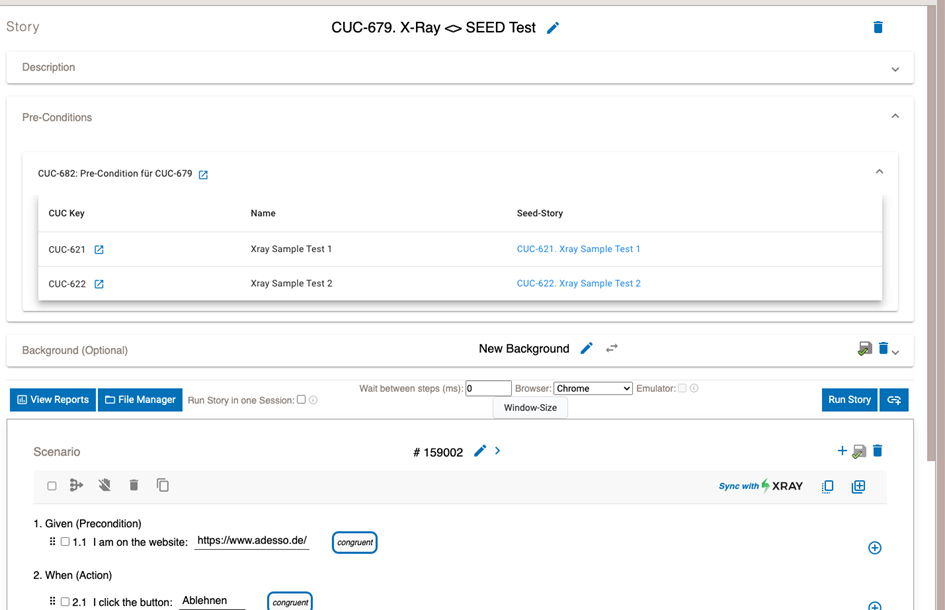 Story
CUC-679. X-Ray <> SEED Test
Description
Pre-Conditions
CUC-682: Pre-Condition für CUC-679
CUC Key Name Seed-Story
CUC-621 Xray Sample Test 1 CUC-621. Xray Sample Test 1
CUC-622 Xray Sample Test 2 CUC-622. Xray Sample Test 2
Background (Optional) New Background
View Reports File Manager Run Story in one Session: Wait between steps (ms): 0 Browser: Chrome Emulator: Run Story
Window-Size
Scenario # 159002
Sync with XRAY
1. Given (Precondition)
1.1 I am on the website: https://www.adesso.de/ congruent
2. When (Action)
2.1 I click the button: Ablehnen congruent